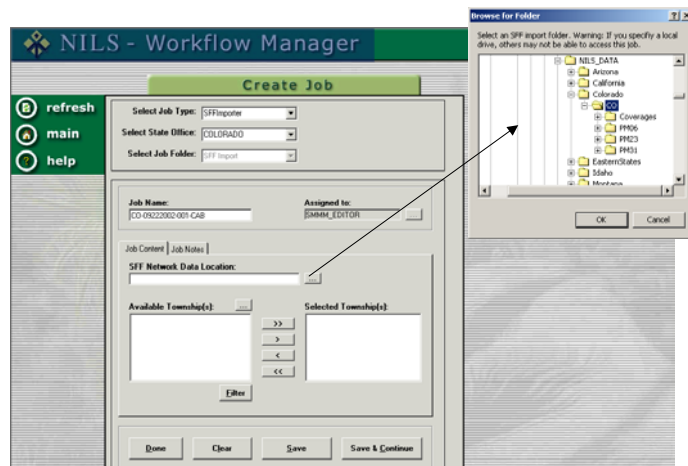 NILS - Workflow Manager
Create Job
refresh
main
help
Select Job Type: SFFImporter
Select State Office: COLORADO
Select Job Folder: SFF Import
Job Name: Assigned to:
CO-09222002-001-CAB SMMM_EDITOR ...
Job Content Job Notes
SFF Network Data Location:
...
Available Township(s): ... Selected Township(s):
>>
>
<
<<
Filter
Done Clear Save Save & Continue
Browse for Folder ? X
Select an SFF import folder. Warning: If you specifiy a local
drive, others may not be able to access this job.
NILS_DATA
Arizona
California
Colorado
CO
Coverages
PM06
PM23
PM31
EasternStates
Idaho
Montana
OK Cancel